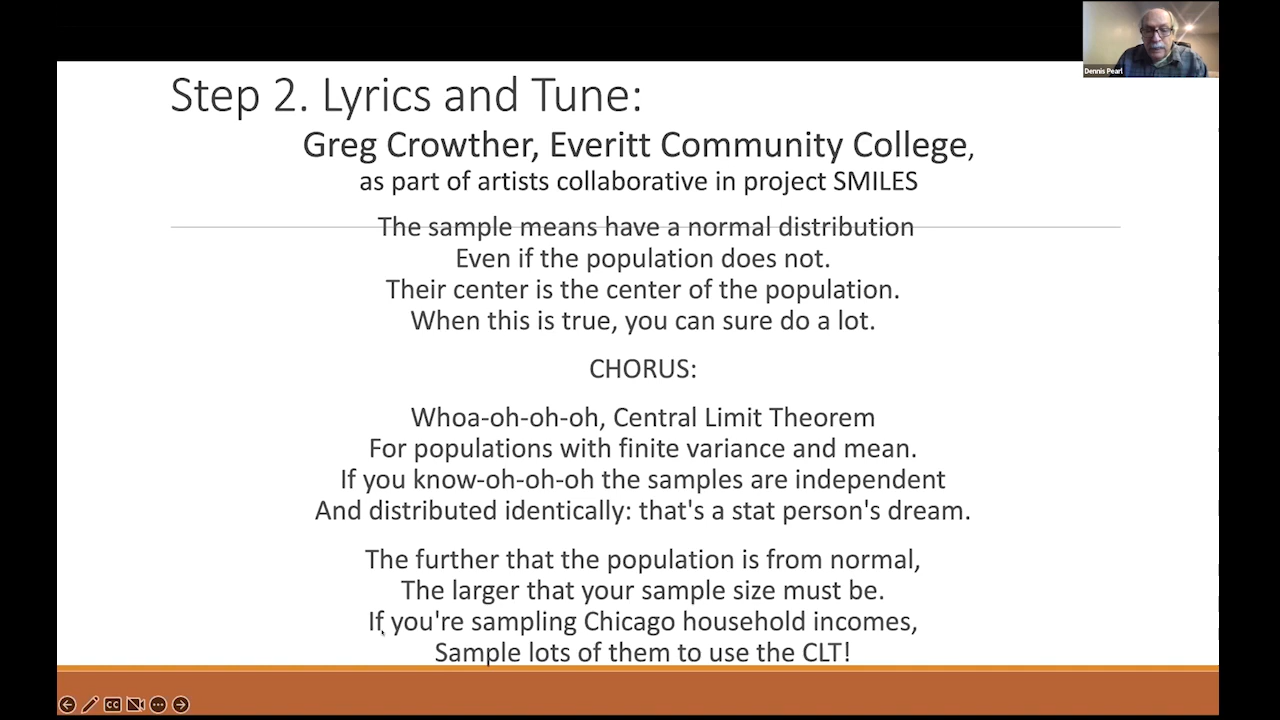 Dennis Pearl
Step 2. Lyrics and Tune:
Greg Crowther, Everitt Community College,
as part of artists collaborative in project SMILES
The sample means have a normal distribution
Even if the population does not.
Their center is the center of the population.
When this is true, you can sure do a lot.
CHORUS:
Whoa-oh-oh-oh, Central Limit Theorem
For populations with finite variance and mean.
If you know-oh-oh-oh the samples are independent
And distributed identically: that's a stat person's dream.
The further that the population is from normal,
The larger that your sample size must be.
If you're sampling Chicago household incomes,
Sample lots of them to use the CLT!
CC